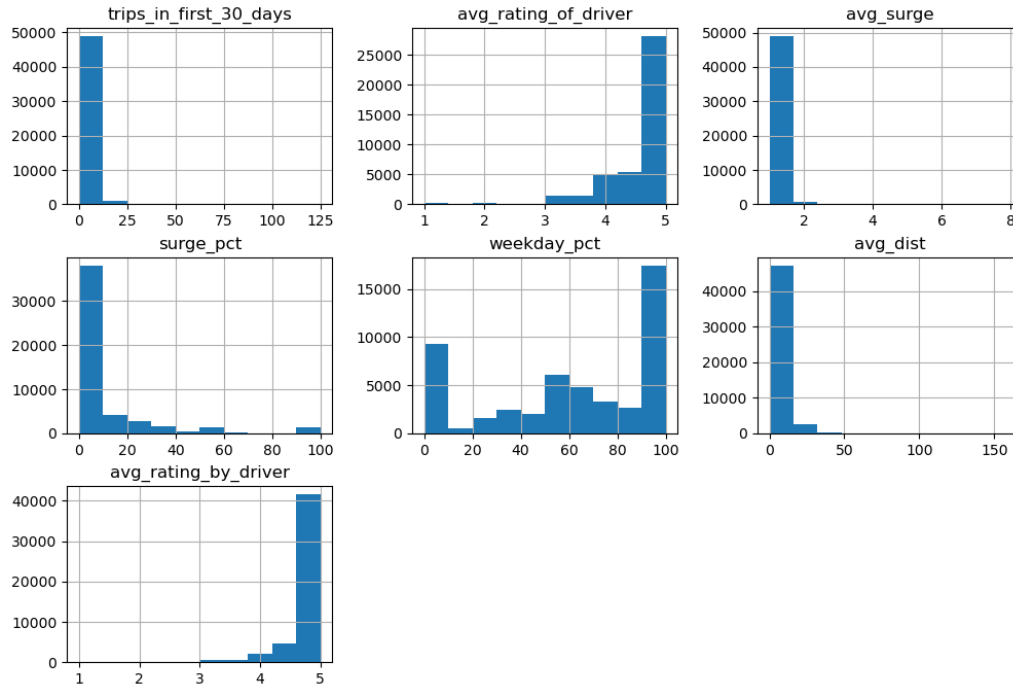 trips_in_first_30_days
50000
40000
30000
20000
10000
0
0 25 50 75 100 125
avg_rating_of_driver
25000
20000
15000
10000
5000
0
1 2 3 4 5
avg_surge
50000
40000
30000
20000
10000
0
2 4 6 8
surge_pct
30000
20000
10000
0
0 20 40 60 80 100
weekday_pct
15000
10000
5000
0
0 20 40 60 80 100
avg_dist
40000
30000
20000
10000
0
0 50 100 150
avg_rating_by_driver
40000
30000
20000
10000
0
1 2 3 4 5